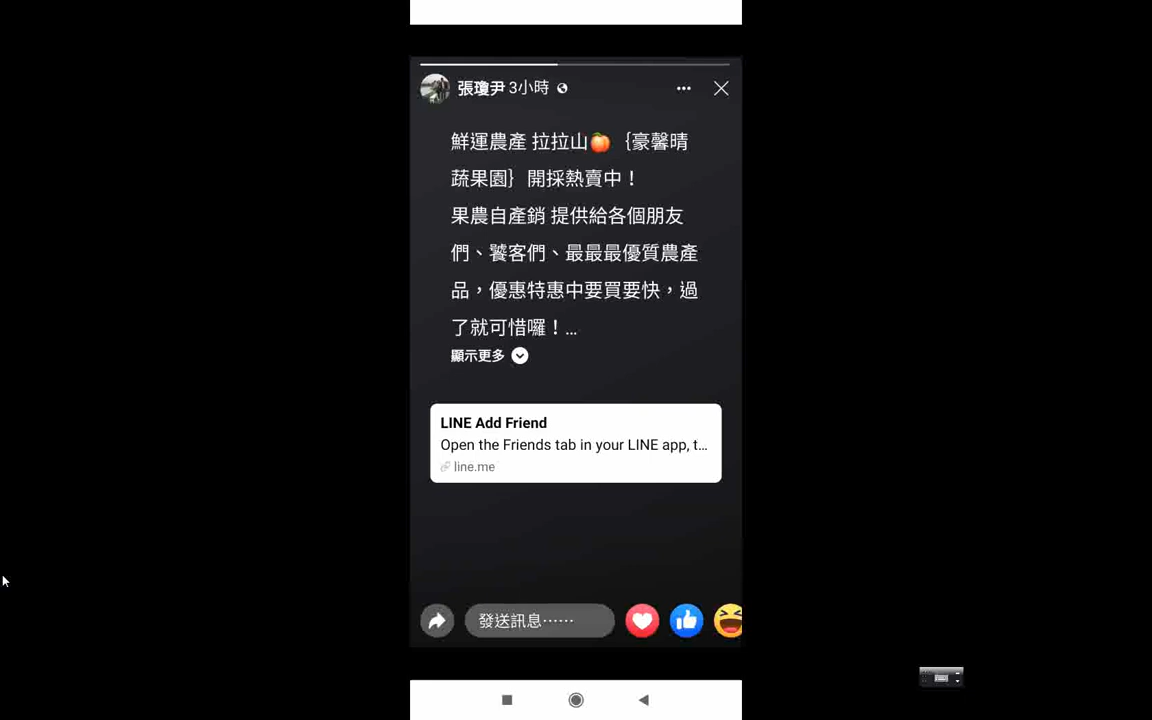 張瓊尹 3小時
鮮運農產 拉拉山🍑｛豪馨晴
蔬果園｝開採熱賣中！
果農自產銷 提供給各個朋友
們、饕客們、最最最優質農產
品，優惠特惠中要買要快，過
了就可惜囉！...
顯示更多
LINE Add Friend
Open the Friends tab in your LINE app, t...
line.me
發送訊息⋯⋯